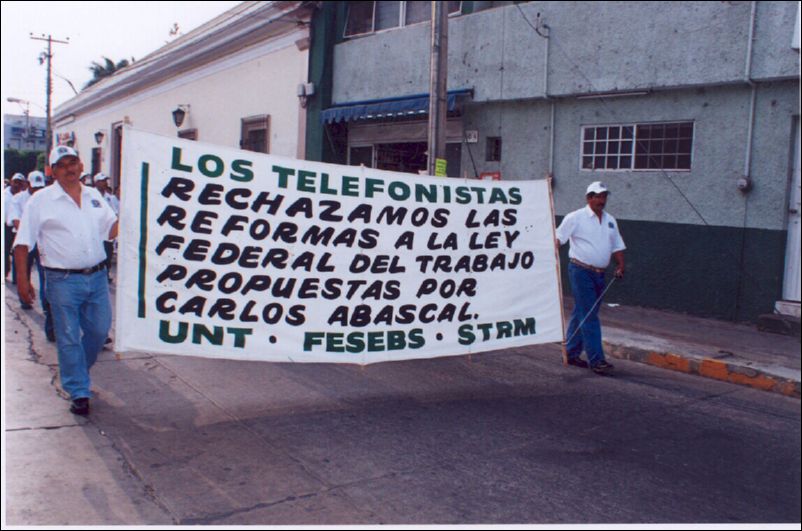 LOS TELEFONISTAS
RECHAZAMOS LAS
REFORMAS A LA LEY
FEDERAL DEL TRABAJO
PROPUESTAS POR
CARLOS ABASCAL.
UNT · FESEBS · STRM